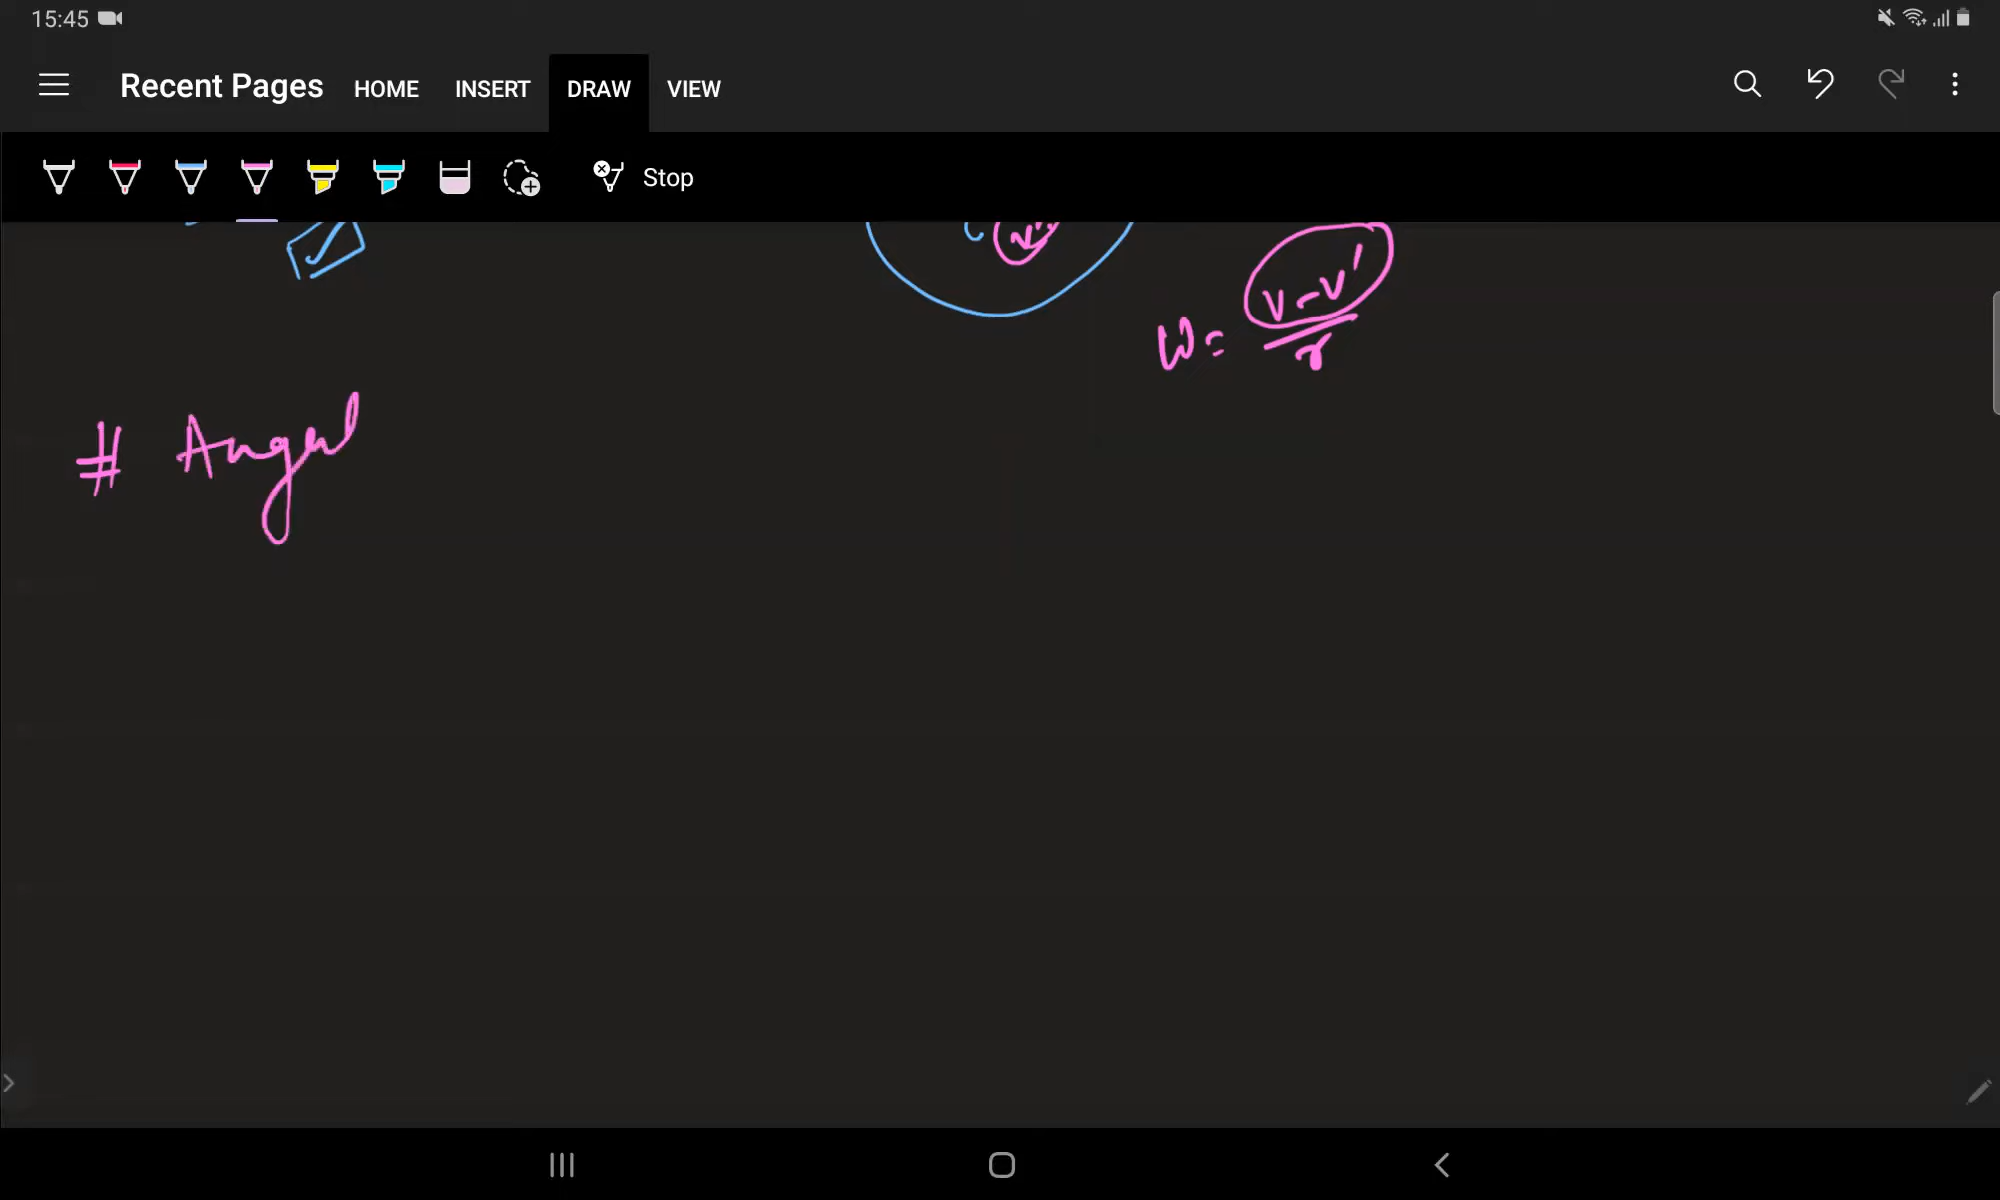 15:45
Recent Pages HOME INSERT DRAW VIEW
Stop
ω = v - v' / r
# Angul